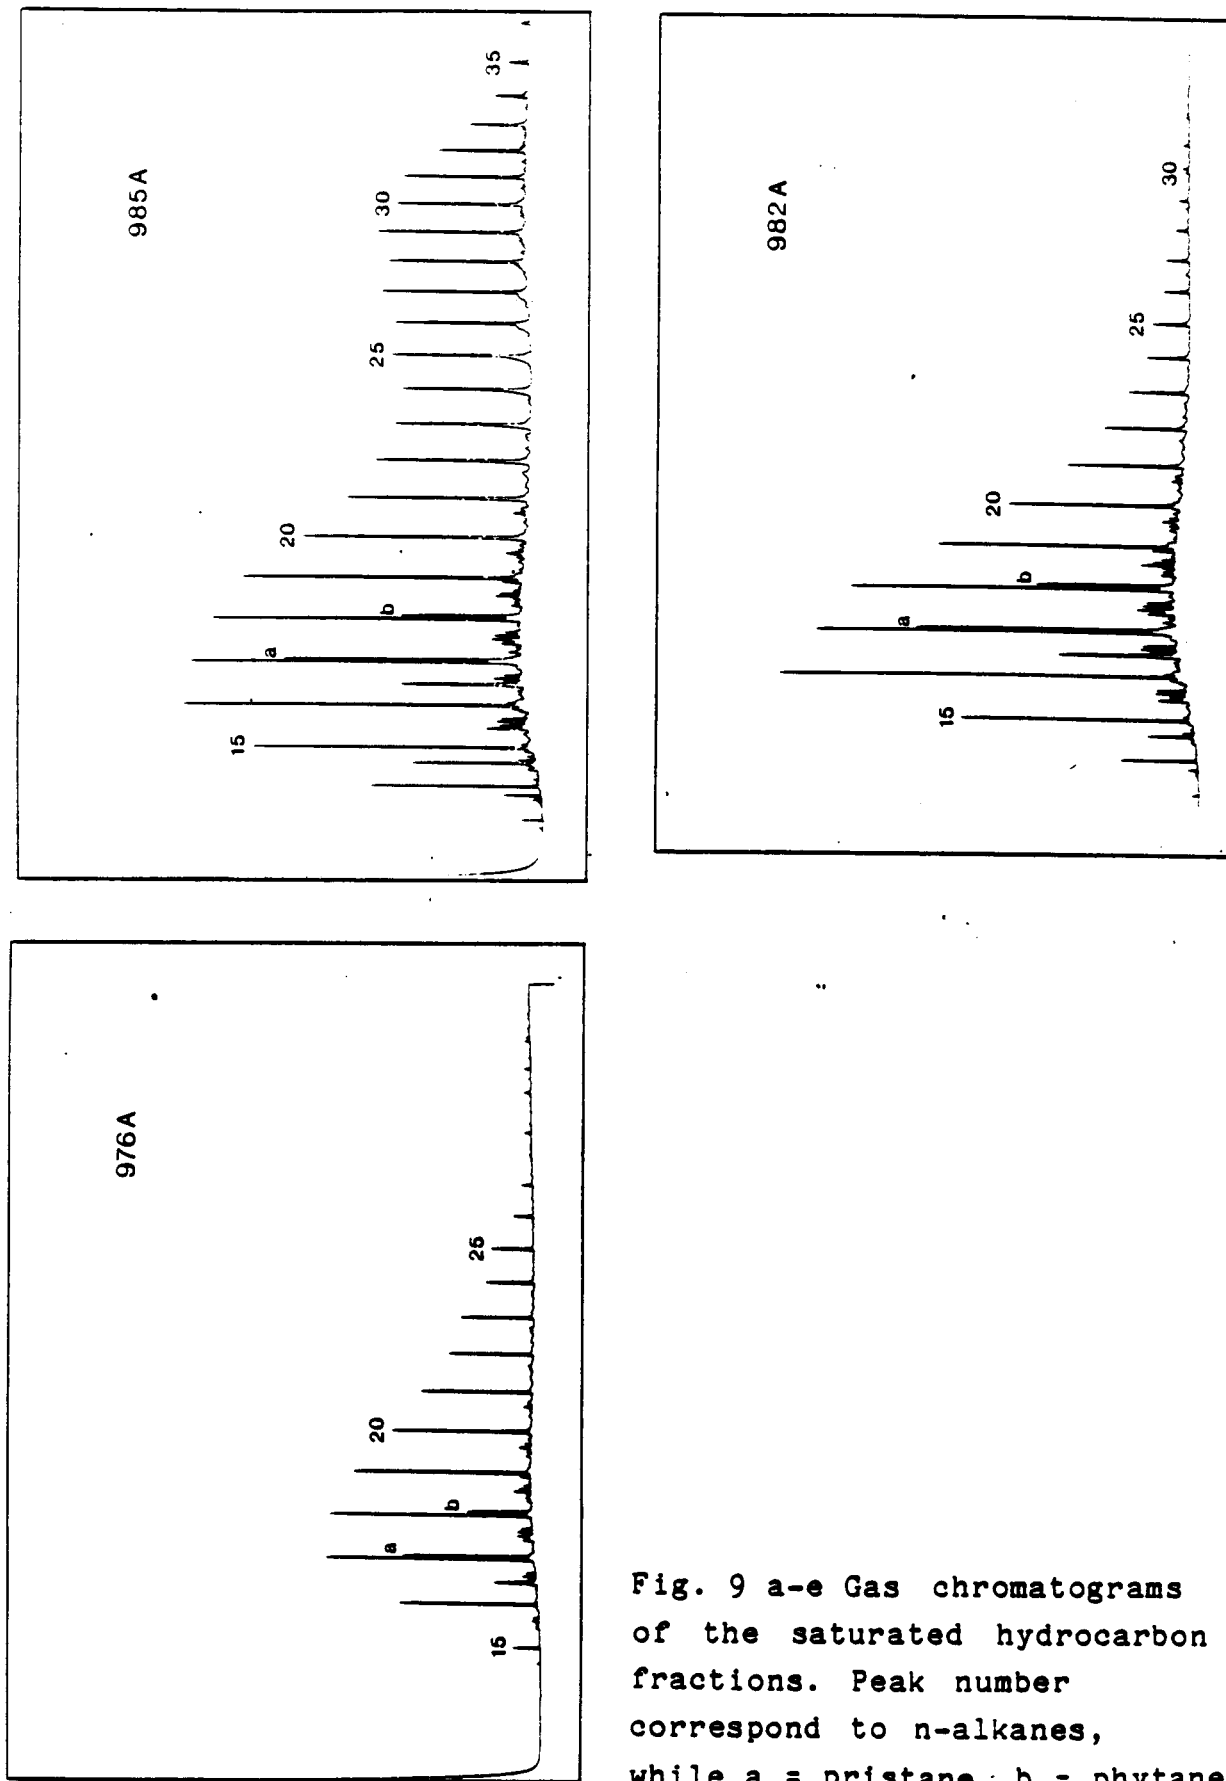 985A
15
a
b
20
25
30
35
982A
15
a
b
20
25
30
976A
15
a
b
20
25
Fig. 9 a-e Gas chromatograms
of the saturated hydrocarbon
fractions. Peak number
correspond to n-alkanes,
while a = pristane, b = phytane